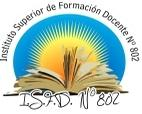 Instituto Superior de Formación Docente Nº 802
I.S.F.D. Nº 802